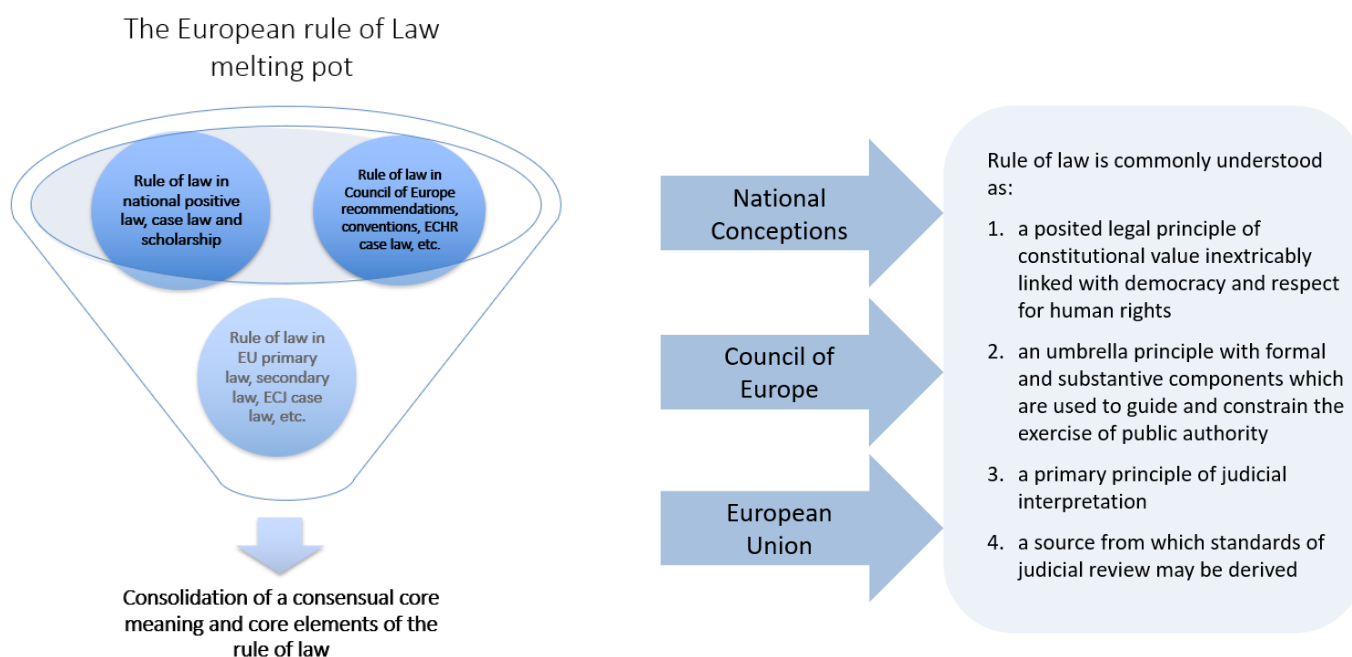 The European rule of Law
melting pot
Rule of law in
national positive
law, case law and
scholarship
Rule of law in
Council of Europe
recommendations,
conventions, ECHR
case law, etc.
Rule of law in
EU primary
law, secondary
law, ECJ case
law, etc.
Consolidation of a consensual core
meaning and core elements of the
rule of law
National
Conceptions
Council of
Europe
European
Union
Rule of law is commonly understood
as:
1. a posited legal principle of
constitutional value inextricably
linked with democracy and respect
for human rights
2. an umbrella principle with formal
and substantive components which
are used to guide and constrain the
exercise of public authority
3. a primary principle of judicial
interpretation
4. a source from which standards of
judicial review may be derived